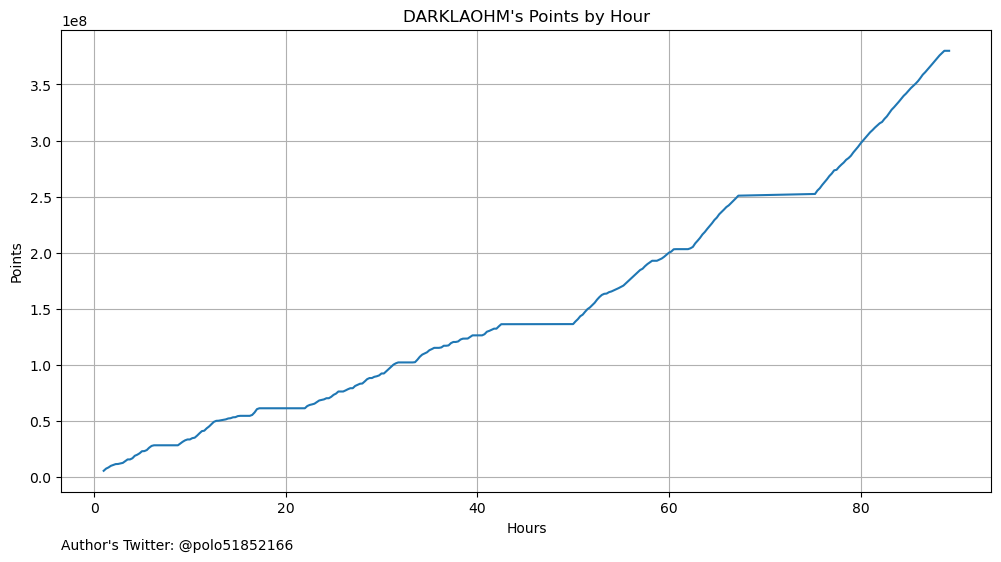 DARKLAOHM's Points by Hour
1e8
3.5
3.0
2.5
2.0
1.5
1.0
0.5
0.0
Points
0 20 40 60 80
Hours
Author's Twitter: @polo51852166